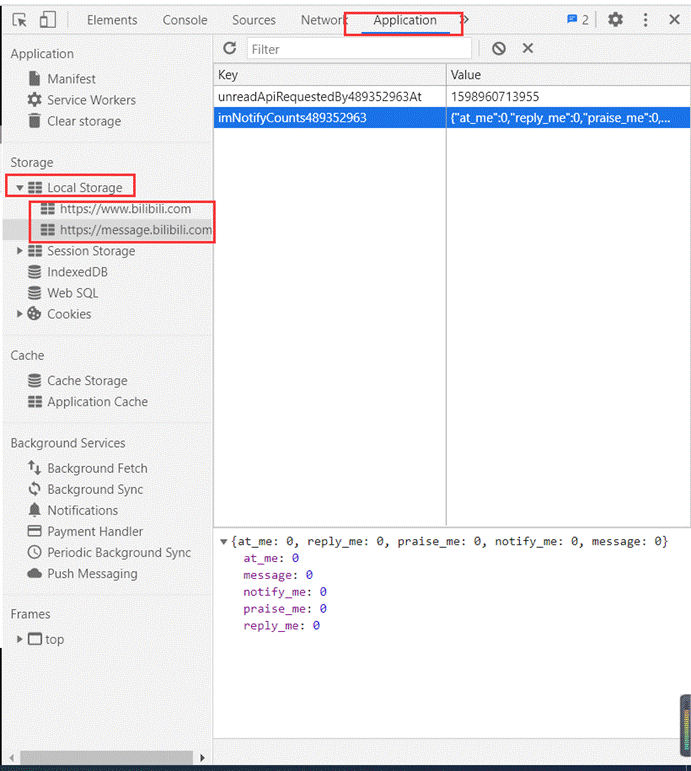 Elements Console Sources Network Application 2
Application
Manifest
Service Workers
Clear storage
Storage
Local Storage
https://www.bilibili.com
https://message.bilibili.com
Session Storage
IndexedDB
Web SQL
Cookies
Cache
Cache Storage
Application Cache
Background Services
Background Fetch
Background Sync
Notifications
Payment Handler
Periodic Background Sync
Push Messaging
Frames
top
Filter
Key Value
unreadApiRequestedBy489352963At 1598960713955
imNotifyCounts489352963 {"at_me":0,"reply_me":0,"praise_me":0,...
{at_me: 0, reply_me: 0, praise_me: 0, notify_me: 0, message: 0}
at_me: 0
message: 0
notify_me: 0
praise_me: 0
reply_me: 0